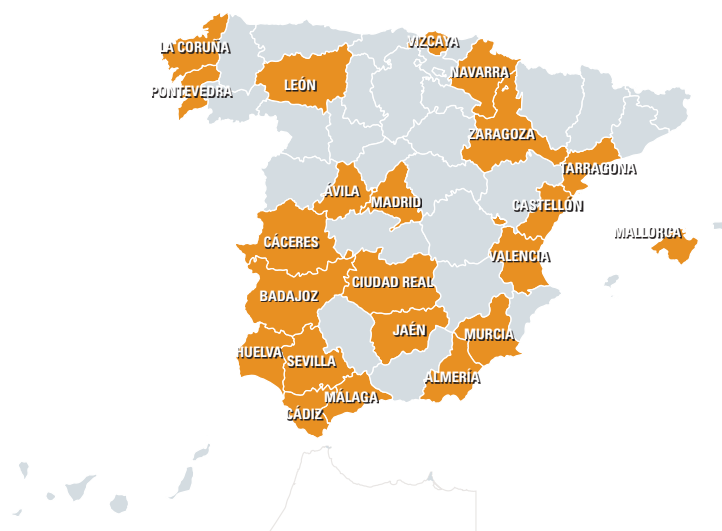 VIZCAYA
LA CORUÑA
NAVARRA
LEÓN
PONTEVEDRA
ZARAGOZA
TARRAGONA
ÁVILA
MADRID
CASTELLÓN
MALLORCA
CÁCERES
VALENCIA
CIUDAD REAL
BADAJOZ
JAÉN
MURCIA
HUELVA
SEVILLA
ALMERÍA
MÁLAGA
CÁDIZ